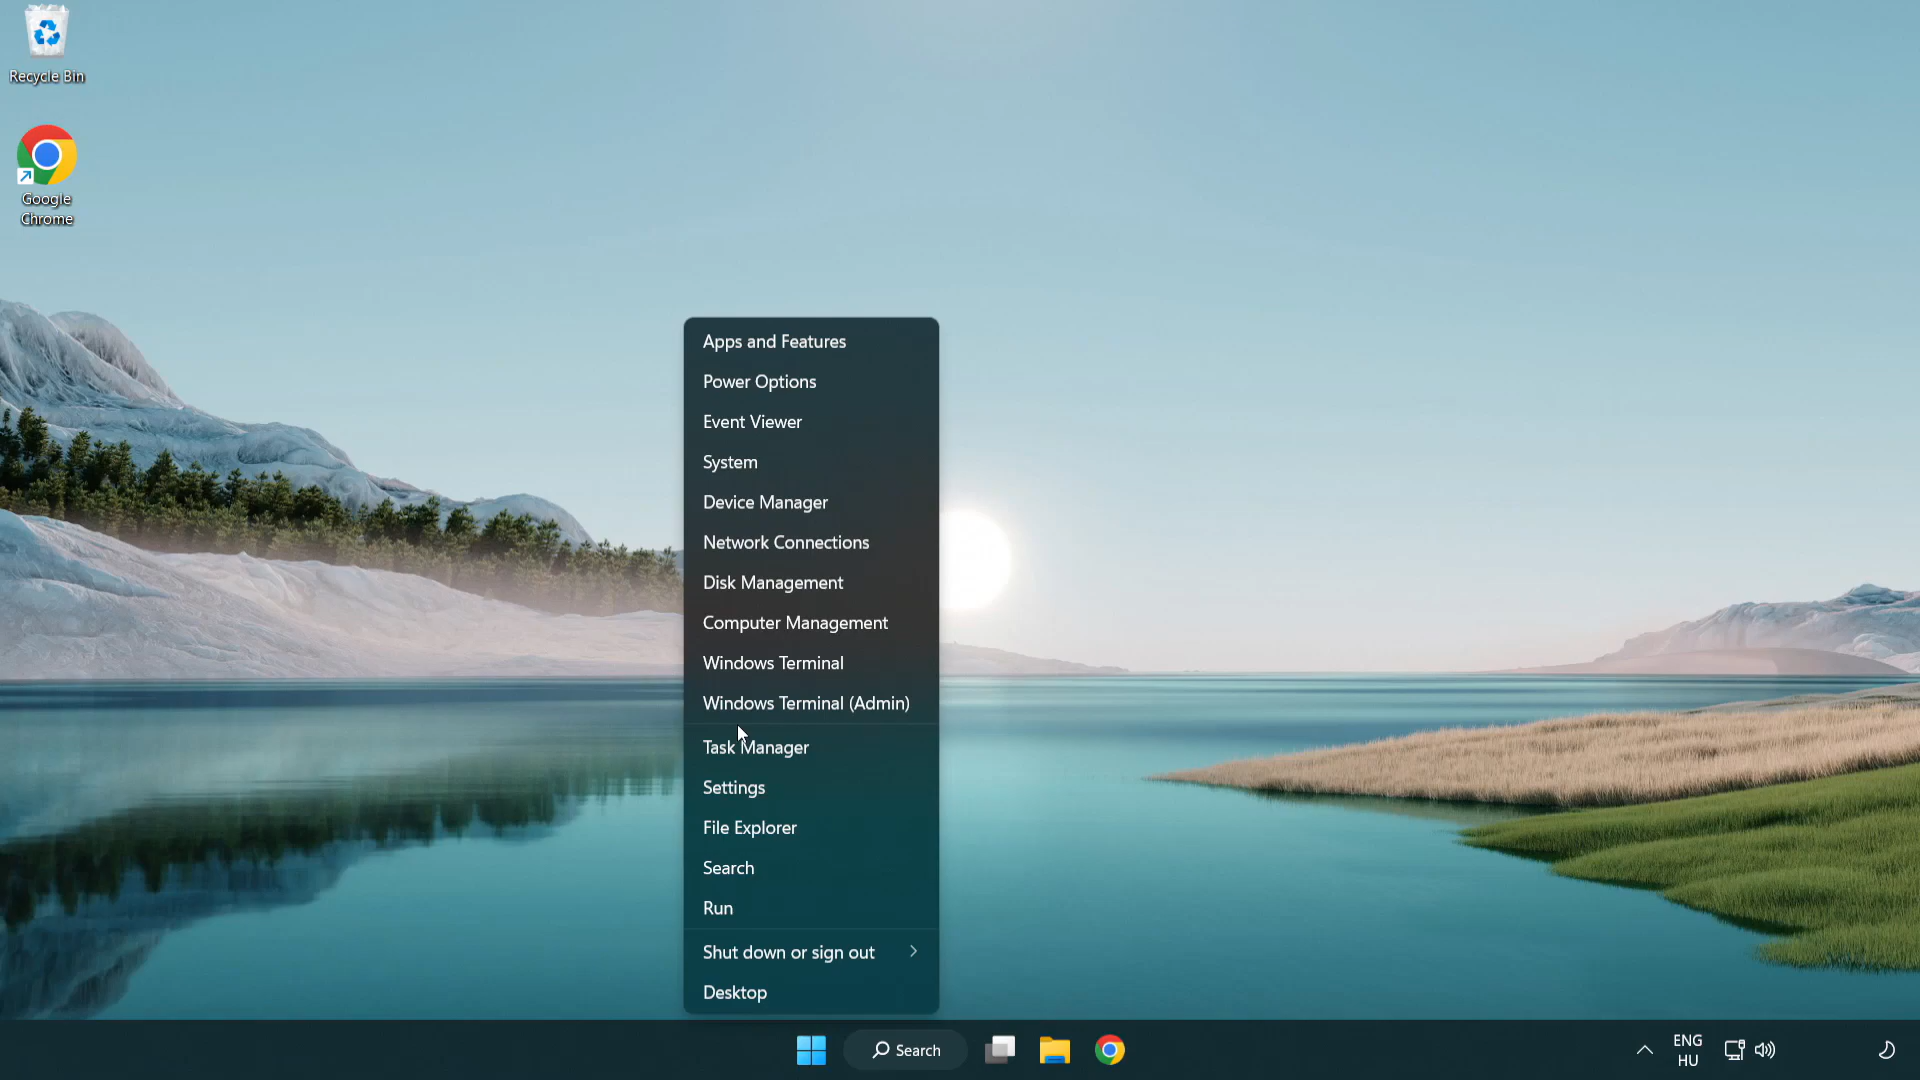 Recycle Bin
Google
Chrome
Apps and Features
Power Options
Event Viewer
System
Device Manager
Network Connections
Disk Management
Computer Management
Windows Terminal
Windows Terminal (Admin)
Task Manager
Settings
File Explorer
Search
Run
Shut down or sign out
Desktop
Search
ENG
HU